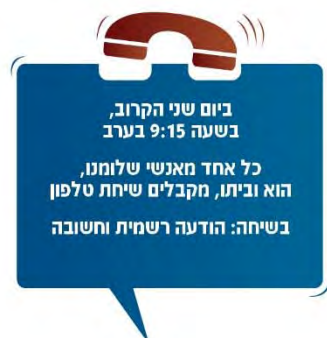 ביום שני הקרוב,
בשעה 9:15 בערב
כל אחד מאנשי שלומנו,
הוא וביתו, מקבלים שיחת טלפון
בשיחה: הודעה רשמית וחשובה